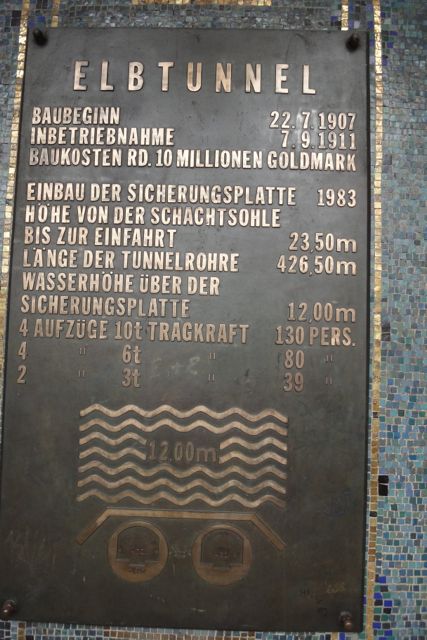 ELBTUNNEL
BAUBEGINN 22.7.1907
INBETRIEBNAHME 7.9.1911
BAUKOSTEN RD. 10 MILLIONEN GOLDMARK
EINBAU DER SICHERUNGSPLATTE 1983
HÖHE VON DER SCHACHTSOHLE
BIS ZUR EINFAHRT 23,50m
LÄNGE DER TUNNELROHRE 426,50m
WASSERHÖHE ÜBER DER
SICHERUNGSPLATTE 12,00m
4 AUFZÜGE 10t TRAGKRAFT 130 PERS.
4 " 6t " 80 "
2 " 3t " 39 "
12,00m